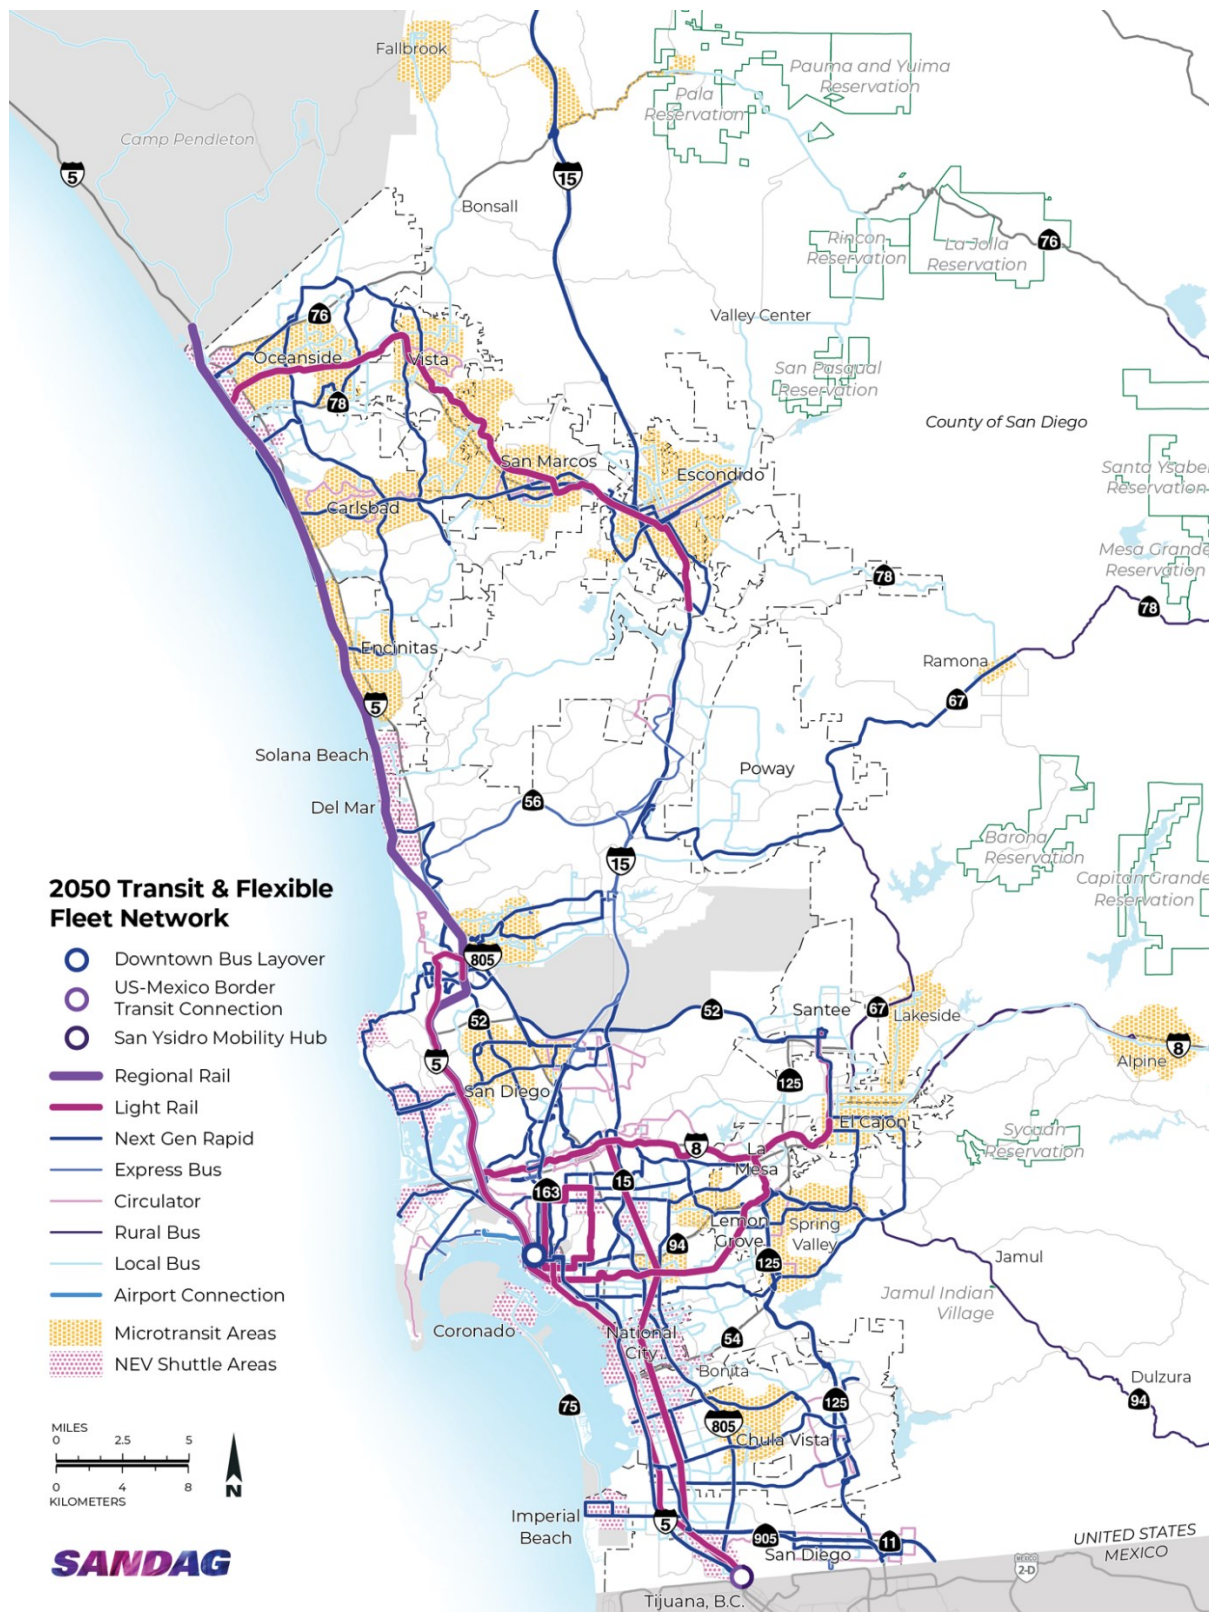 Fallbrook
Pauma and Yuima
Reservation
Pala
Reservation
Camp Pendleton
5
15
Bonsall
Rincon
Reservation
La Jolla
Reservation
76
Valley Center
76
Oceanside
Vista
78
San Pasqual
Reservation
County of San Diego
San Marcos
Escondido
Santa Ysabel
Reservation
Carlsbad
Mesa Grande
Reservation
78
78
Encinitas
Ramona
67
5
Solana Beach
Poway
Del Mar
56
15
Barona
Reservation
Capitan Grande
Reservation
2050 Transit & Flexible
Fleet Network
Downtown Bus Layover
US-Mexico Border
Transit Connection
San Ysidro Mobility Hub
Regional Rail
Light Rail
Next Gen Rapid
Express Bus
Circulator
Rural Bus
Local Bus
Airport Connection
Microtransit Areas
NEV Shuttle Areas
805
52
52
Santee
67
Lakeside
5
8
Alpine
125
San Diego
El Cajon
Sycuan
Reservation
8
La
Mesa
163
15
Lemon
Grove
Spring
Valley
94
125
Jamul
Jamul Indian
Village
Coronado
National
City
54
Bonita
Dulzura
94
75
125
805
Chula Vista
MILES
0 2.5 5
0 4 8
KILOMETERS
N
Imperial
Beach
5
905
11
San Diego
UNITED STATES
MEXICO
MEXICO
2-D
SANDAG
Tijuana, B.C.